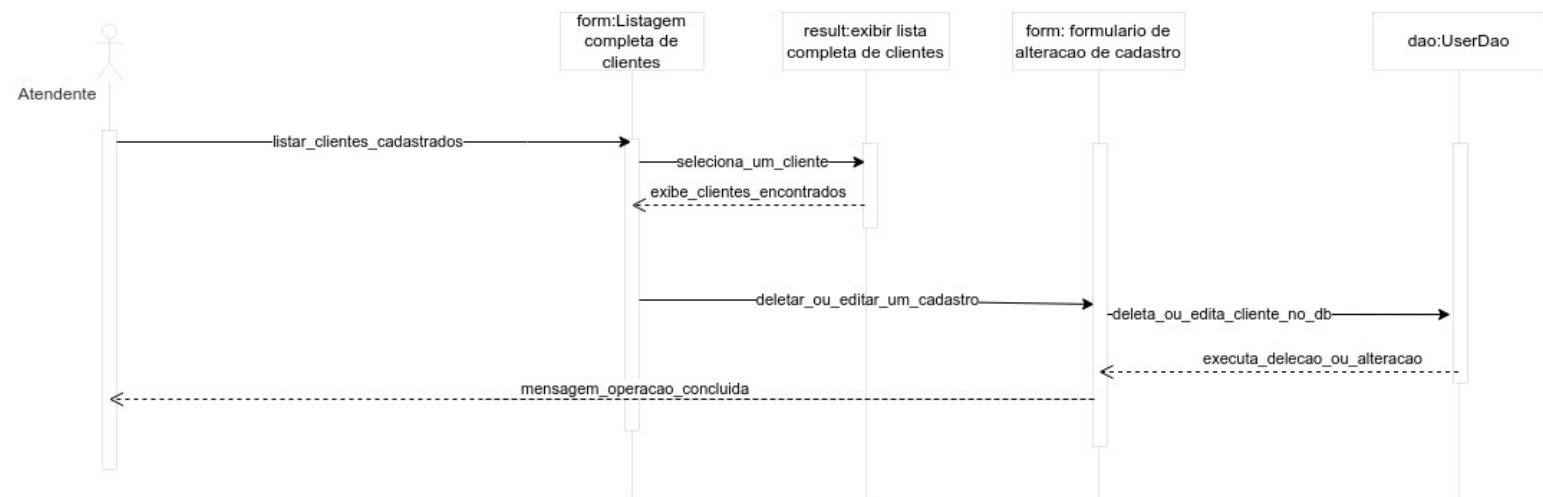 form:Listagem
completa de
clientes
result:exibir lista
completa de clientes
form: formulario de
alteracao de cadastro
dao:UserDao
Atendente
listar_clientes_cadastrados
seleciona_um_cliente
exibe_clientes_encontrados
deletar_ou_editar_um_cadastro
deleta_ou_edita_cliente_no_db
executa_delecao_ou_alteracao
mensagem_operacao_concluida